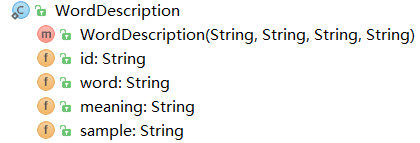 WordDescription
WordDescription(String, String, String, String)
id: String
word: String
meaning: String
sample: String